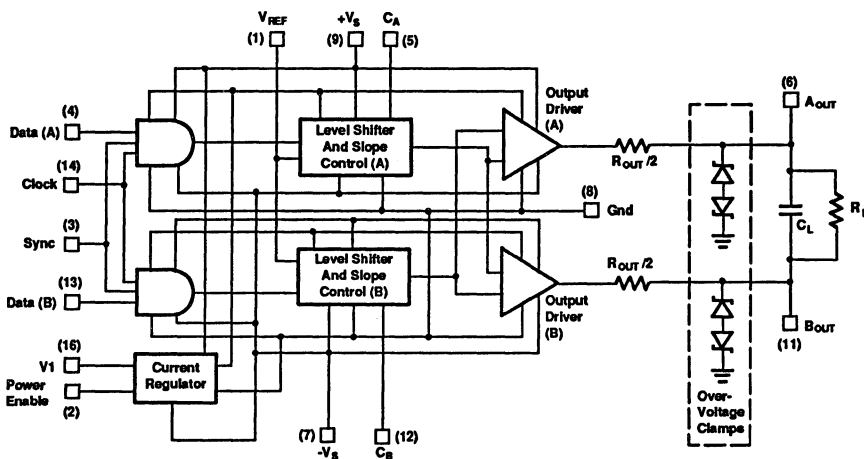 V_REF
(1)
+V_S
(9)
C_A
(5)
(4)
Data (A)
(14)
Clock
(3)
Sync
(13)
Data (B)
(16)
V1
Power
Enable
(2)
Level Shifter
And Slope
Control (A)
Level Shifter
And Slope
Control (B)
Current
Regulator
Output
Driver
(A)
Output
Driver
(B)
R_OUT /2
R_OUT /2
(8)
Gnd
(6)
A_OUT
C_L
B_OUT
(11)
Over-
Voltage
Clamps
(7)
-V_S
(12)
C_B